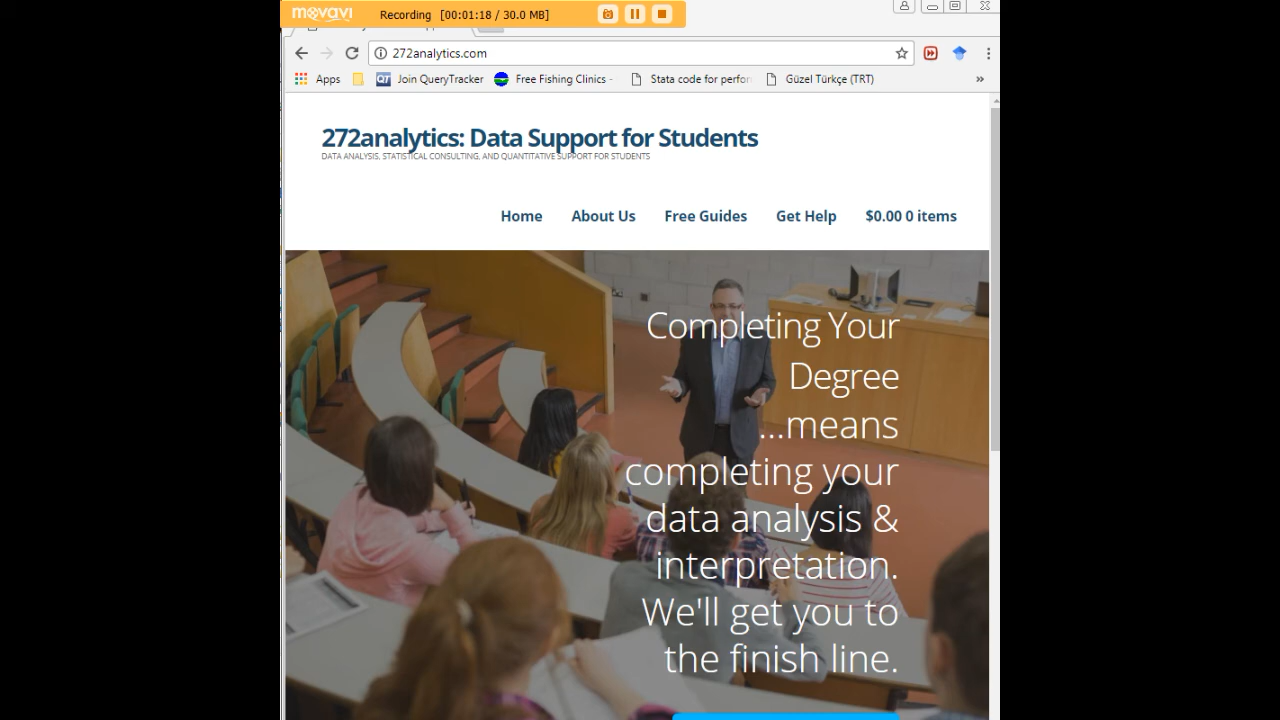 movavi Recording [00:01:18 / 30.0 MB]
272analytics.com
Apps QT Join QueryTracker Free Fishing Clinics - Stata code for perfor Güzel Türkçe (TRT) »
272analytics: Data Support for Students
DATA ANALYSIS, STATISTICAL CONSULTING, AND QUANTITATIVE SUPPORT FOR STUDENTS
Home About Us Free Guides Get Help $0.00 0 items
Completing Your
Degree
...means
completing your
data analysis &
interpretation.
We'll get you to
the finish line.